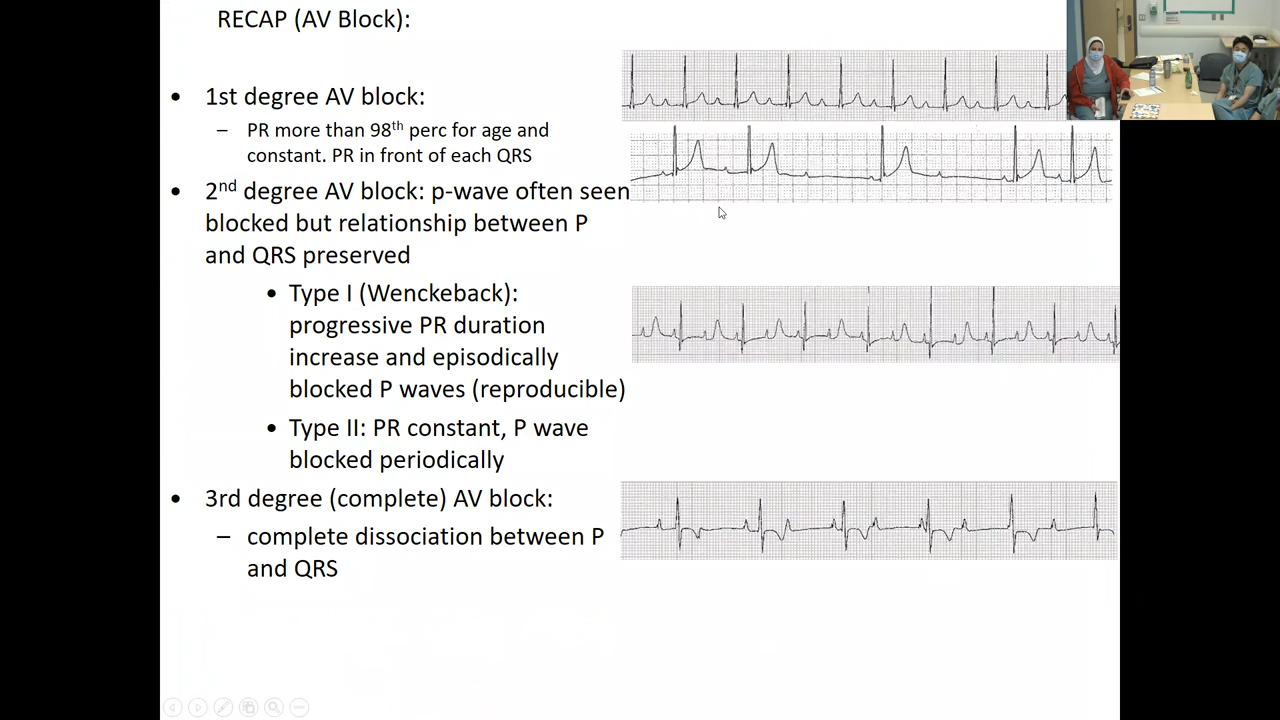 RECAP (AV Block):
• 1st degree AV block:
– PR more than 98th perc for age and
constant. PR in front of each QRS
• 2nd degree AV block: p-wave often seen
blocked but relationship between P
and QRS preserved
• Type I (Wenckeback):
progressive PR duration
increase and episodically
blocked P waves (reproducible)
• Type II: PR constant, P wave
blocked periodically
• 3rd degree (complete) AV block:
– complete dissociation between P
and QRS